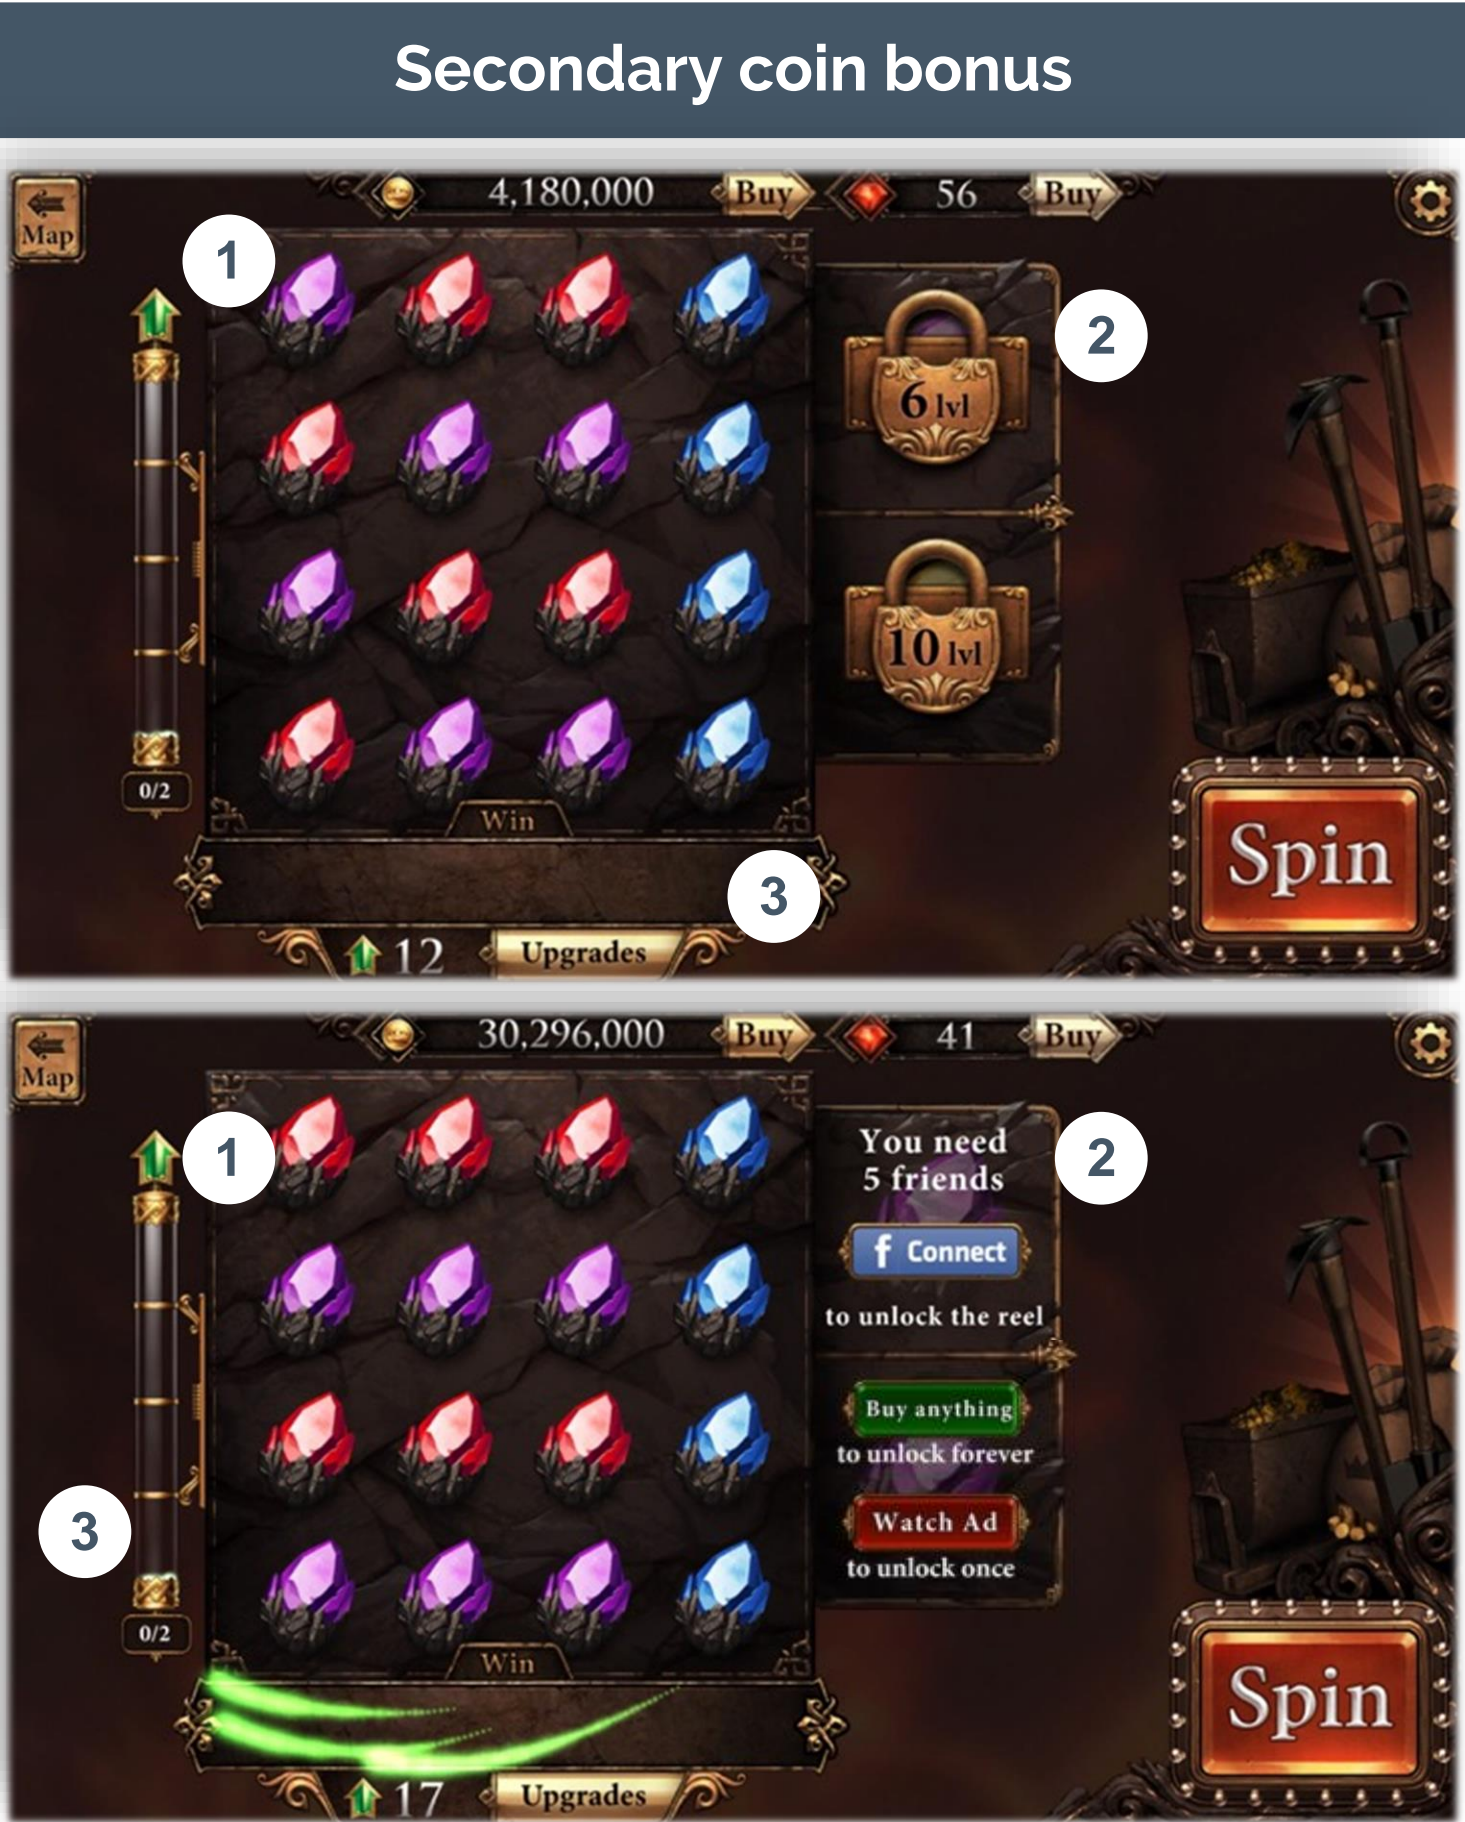 Secondary coin bonus
4,180,000 Buy 56 Buy
Map
1
2
6 lvl
10 lvl
0/2
Win
Spin
3
12 Upgrades
30,296,000 Buy 41 Buy
Map
1
2
You need
5 friends
f Connect
to unlock the reel
Buy anything
to unlock forever
Watch Ad
to unlock once
3
0/2
Win
Spin
17 Upgrades